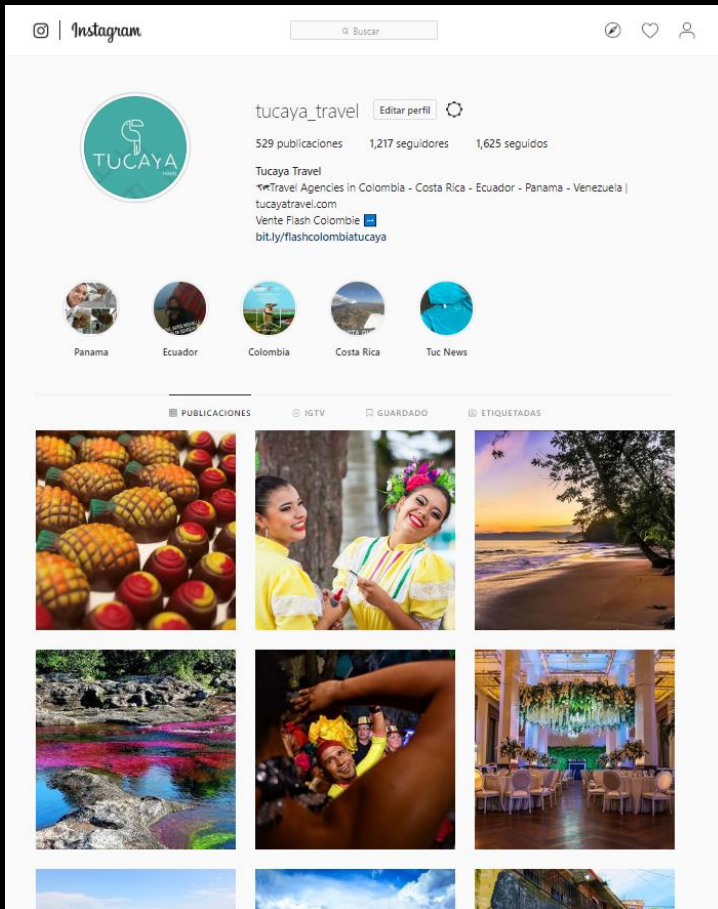 Instagram
Buscar
tucaya_travel Editar perfil
529 publicaciones 1,217 seguidores 1,625 seguidos
Tucaya Travel
Travel Agencies in Colombia - Costa Rica - Ecuador - Panama - Venezuela |
tucayatravel.com
Vente Flash Colombie
bit.ly/flashcolombiatucaya
TUCAYA
TRAVEL
Panama Ecuador Colombia Costa Rica Tuc News
PUBLICACIONES IGTV GUARDADO ETIQUETADAS